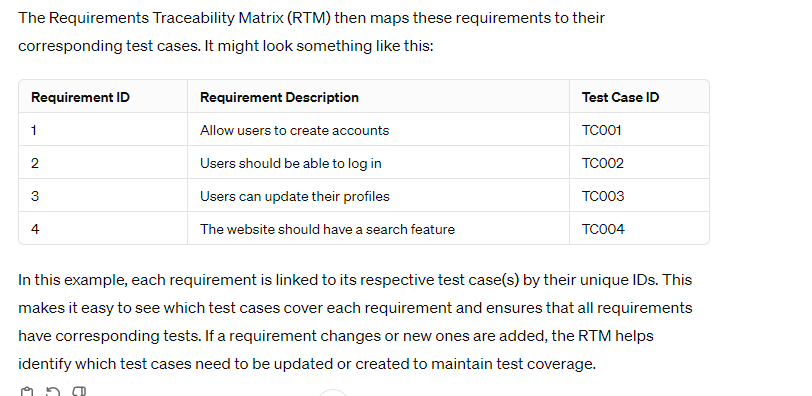 The Requirements Traceability Matrix (RTM) then maps these requirements to their
corresponding test cases. It might look something like this:
Requirement ID Requirement Description Test Case ID
1 Allow users to create accounts TC001
2 Users should be able to log in TC002
3 Users can update their profiles TC003
4 The website should have a search feature TC004
In this example, each requirement is linked to its respective test case(s) by their unique IDs. This
makes it easy to see which test cases cover each requirement and ensures that all requirements
have corresponding tests. If a requirement changes or new ones are added, the RTM helps
identify which test cases need to be updated or created to maintain test coverage.